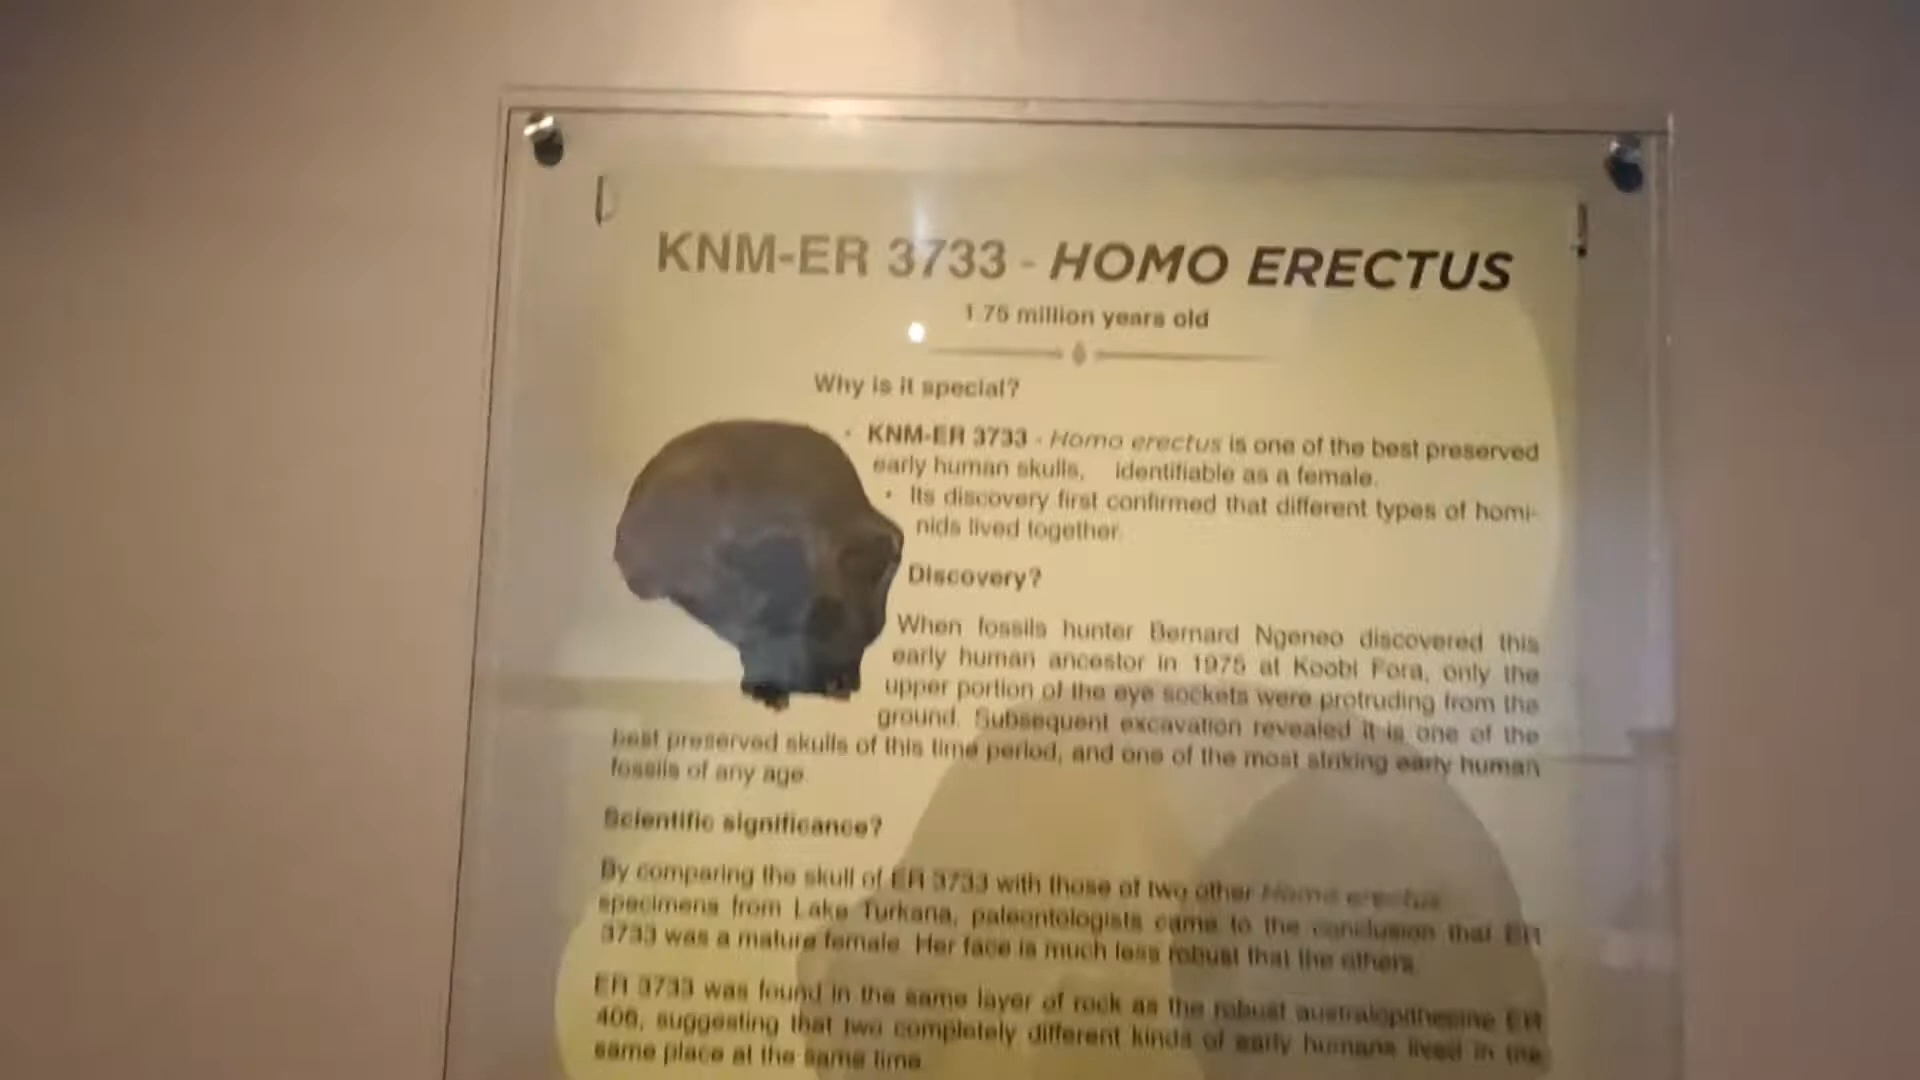 KNM-ER 3733 - HOMO ERECTUS
1.75 million years old
Why is it special?
• KNM-ER 3733 - Homo erectus is one of the best preserved
early human skulls, identifiable as a female.
• Its discovery first confirmed that different types of homi-
nids lived together.
Discovery?
When fossils hunter Bernard Ngeneo discovered this
early human ancestor in 1975 at Koobi Fora, only the
upper portion of the eye sockets were protruding from the
ground. Subsequent excavation revealed it is one of the
best preserved skulls of this time period, and one of the most striking early human
fossils of any age.
Scientific significance?
By comparing the skull of ER 3733 with those of two other Homo erectus
specimens from Lake Turkana, paleontologists came to the conclusion that ER
3733 was a mature female. Her face is much less robust that the others.
ER 3733 was found in the same layer of rock as the robust australopithecine ER
406, suggesting that two completely different kinds of early humans lived in the
same place at the same time.